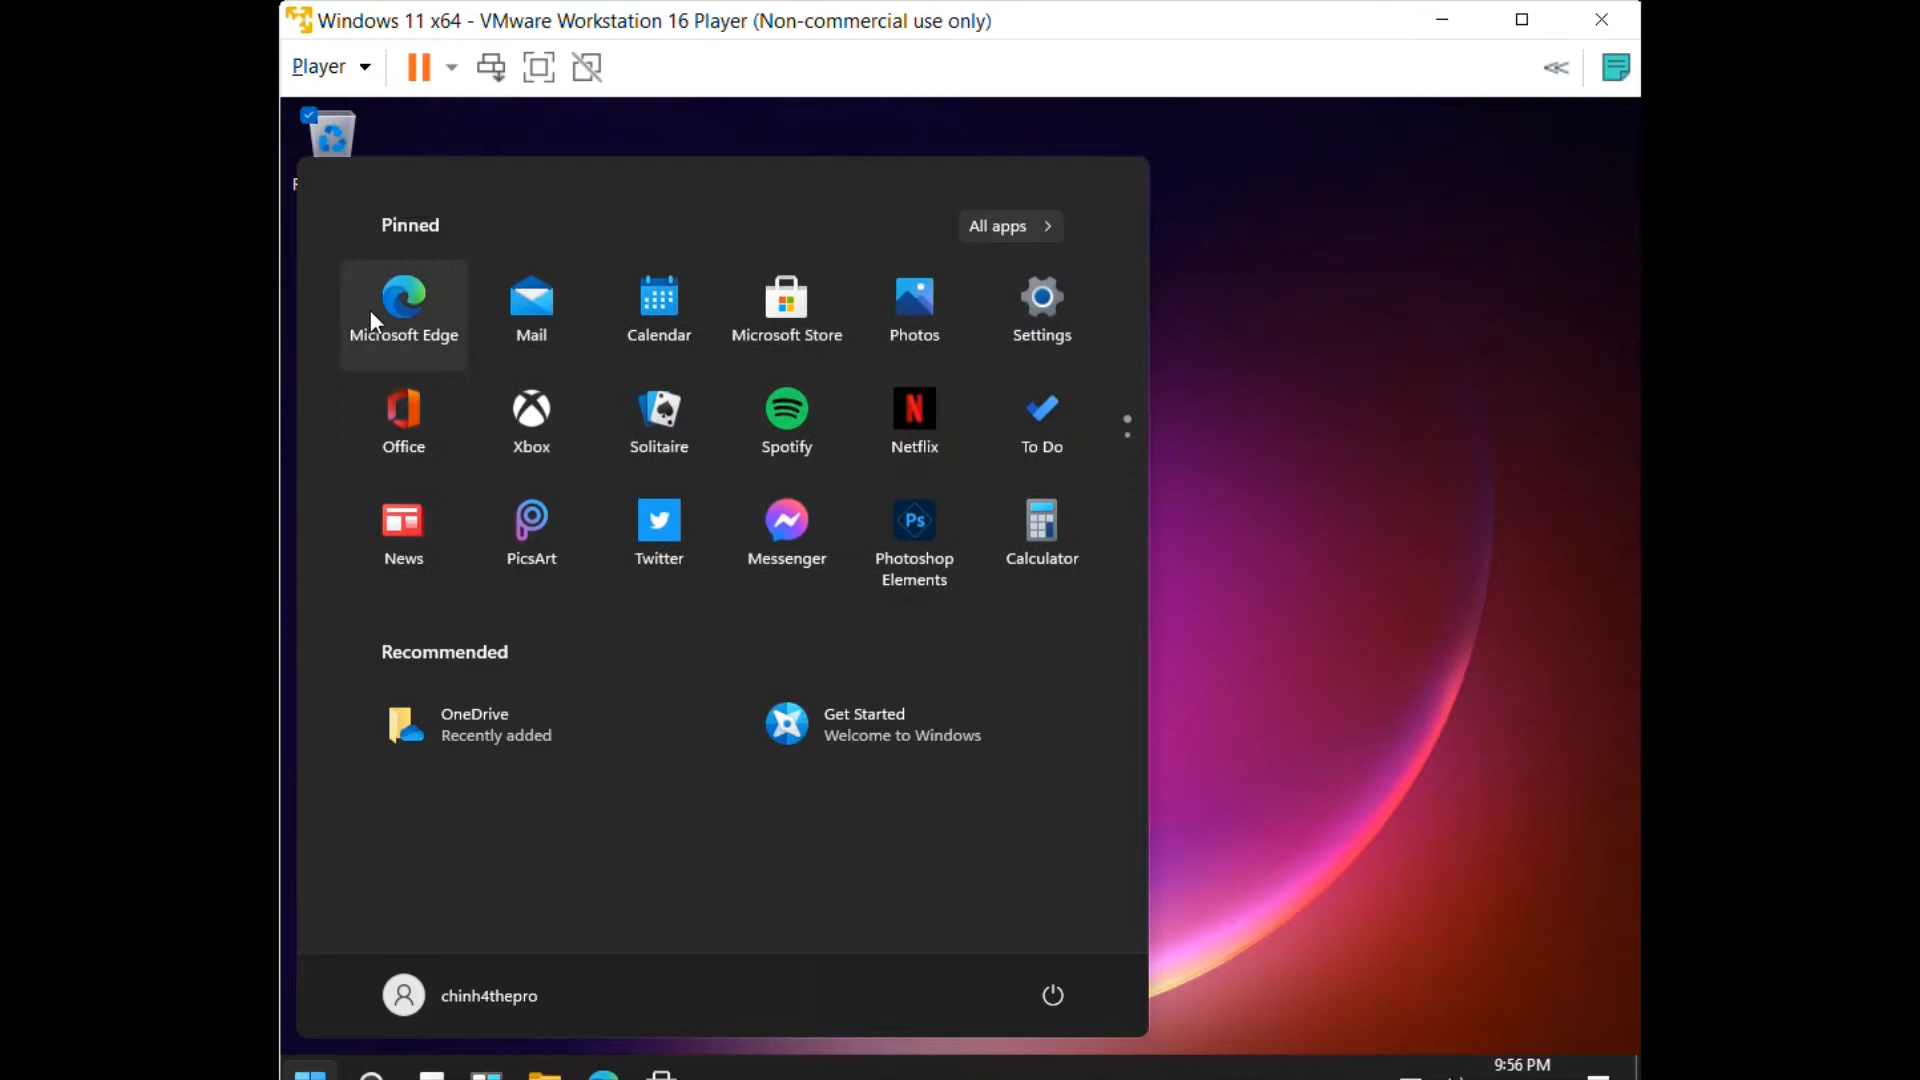 Windows 11 x64 - VMware Workstation 16 Player (Non-commercial use only)
Player
Pinned
All apps
Microsoft Edge
Mail
Calendar
Microsoft Store
Photos
Settings
Office
Xbox
Solitaire
Spotify
Netflix
To Do
News
PicsArt
Twitter
Messenger
Ps
Photoshop
Elements
Calculator
Recommended
OneDrive
Recently added
Get Started
Welcome to Windows
chinh4thepro
9:56 PM